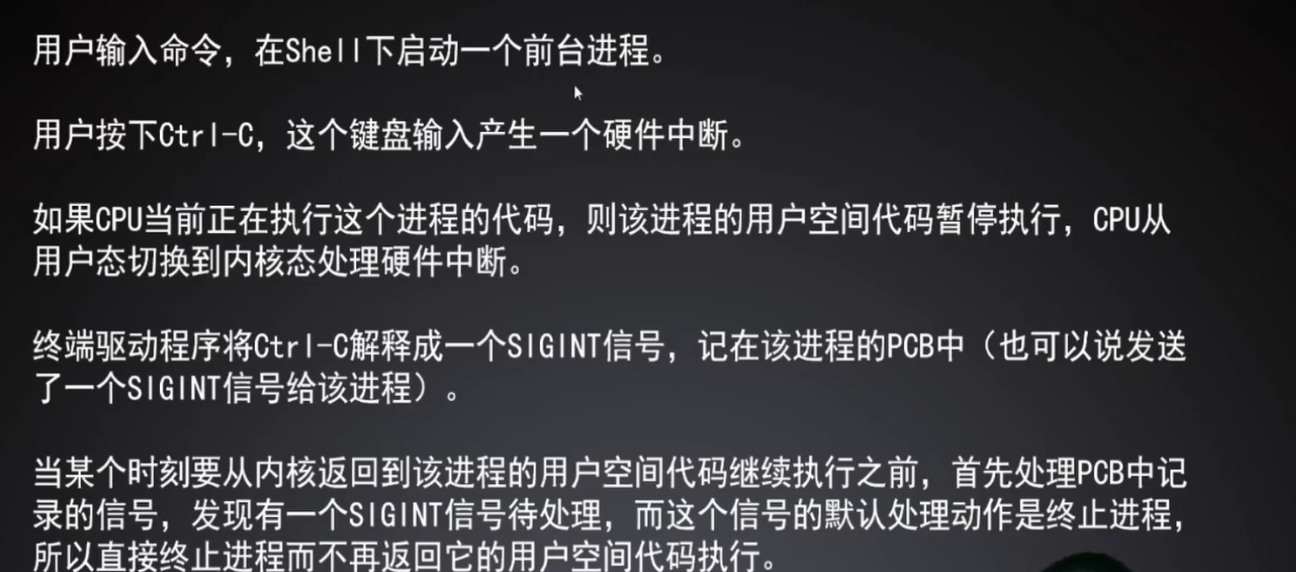 用户输入命令，在Shell下启动一个前台进程。
用户按下Ctrl-C，这个键盘输入产生一个硬件中断。
如果CPU当前正在执行这个进程的代码，则该进程的用户空间代码暂停执行，CPU从
用户态切换到内核态处理硬件中断。
终端驱动程序将Ctrl-C解释成一个SIGINT信号，记在该进程的PCB中（也可以说发送
了一个SIGINT信号给该进程）。
当某个时刻要从内核返回到该进程的用户空间代码继续执行之前，首先处理PCB中记
录的信号，发现有一个SIGINT信号待处理，而这个信号的默认处理动作是终止进程，
所以直接终止进程而不再返回它的用户空间代码执行。